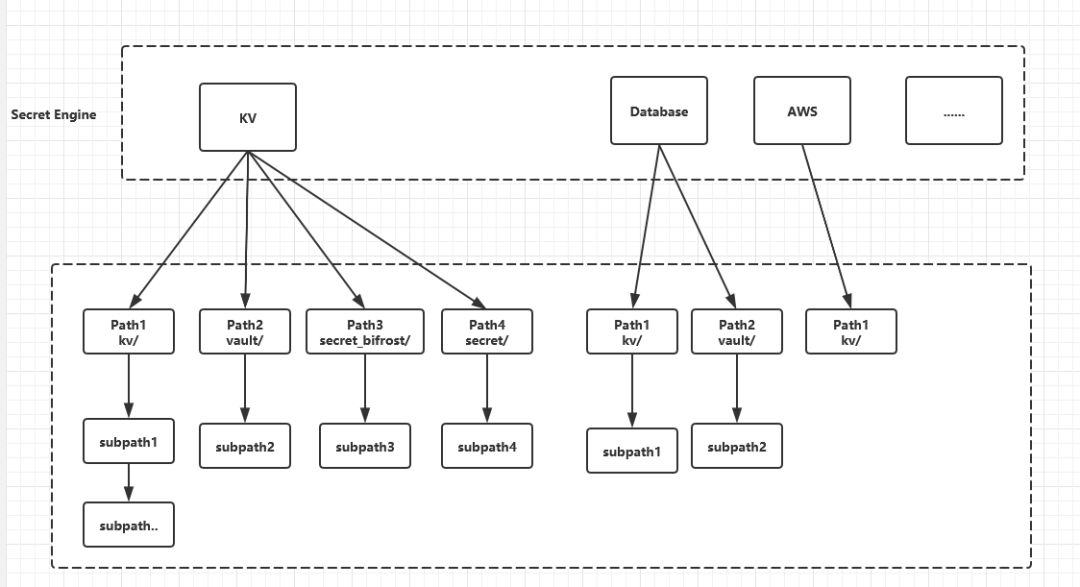 Secret Engine
KV
Database
AWS
......
Path1
kv/
Path2
vault/
Path3
secret_bifrost/
Path4
secret/
Path1
kv/
Path2
vault/
Path1
kv/
subpath1
subpath2
subpath3
subpath4
subpath1
subpath2
subpath..